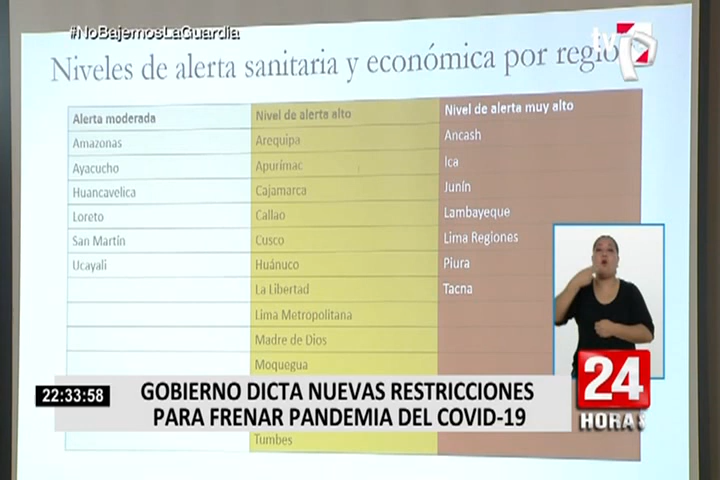 #NoBajemosLaGuardia
tv
Niveles de alerta sanitaria y económica por región
Alerta moderada
Amazonas
Ayacucho
Huancavelica
Loreto
San Martín
Ucayali
Nivel de alerta alto
Arequipa
Apurímac
Cajamarca
Callao
Cusco
Huánuco
La Libertad
Lima Metropolitana
Madre de Dios
Moquegua
Tumbes
Nivel de alerta muy alto
Ancash
Ica
Junín
Lambayeque
Lima Regiones
Piura
Tacna
22:33:58
GOBIERNO DICTA NUEVAS RESTRICCIONES
PARA FRENAR PANDEMIA DEL COVID-19
24
HORAS